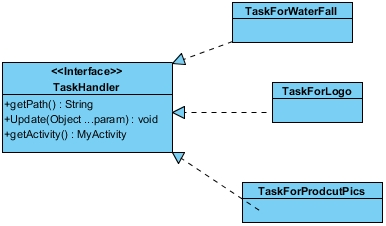 TaskForWaterFall
<<Interface>>
TaskHandler
+getPath() : String
+Update(Object ...param) : void
+getActivity() : MyActivity
TaskForLogo
TaskForProdcutPics